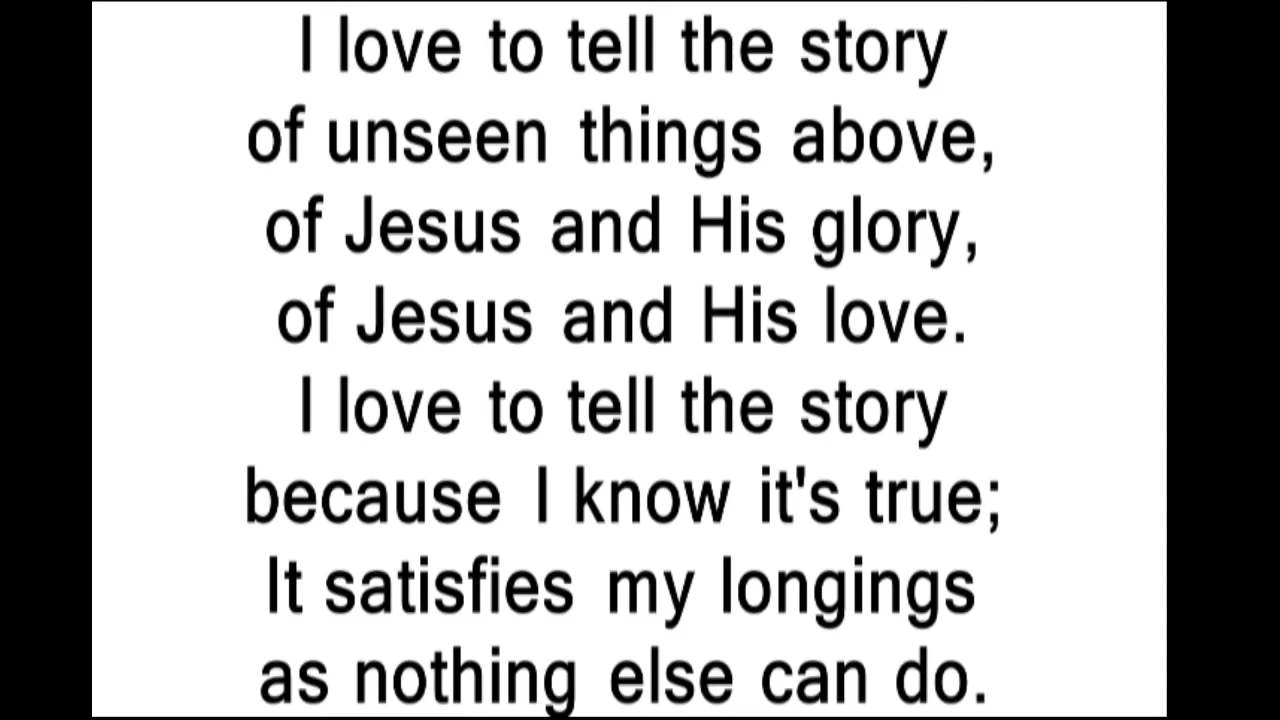 I love to tell the story
of unseen things above,
of Jesus and His glory,
of Jesus and His love.
I love to tell the story
because I know it's true;
It satisfies my longings
as nothing else can do.